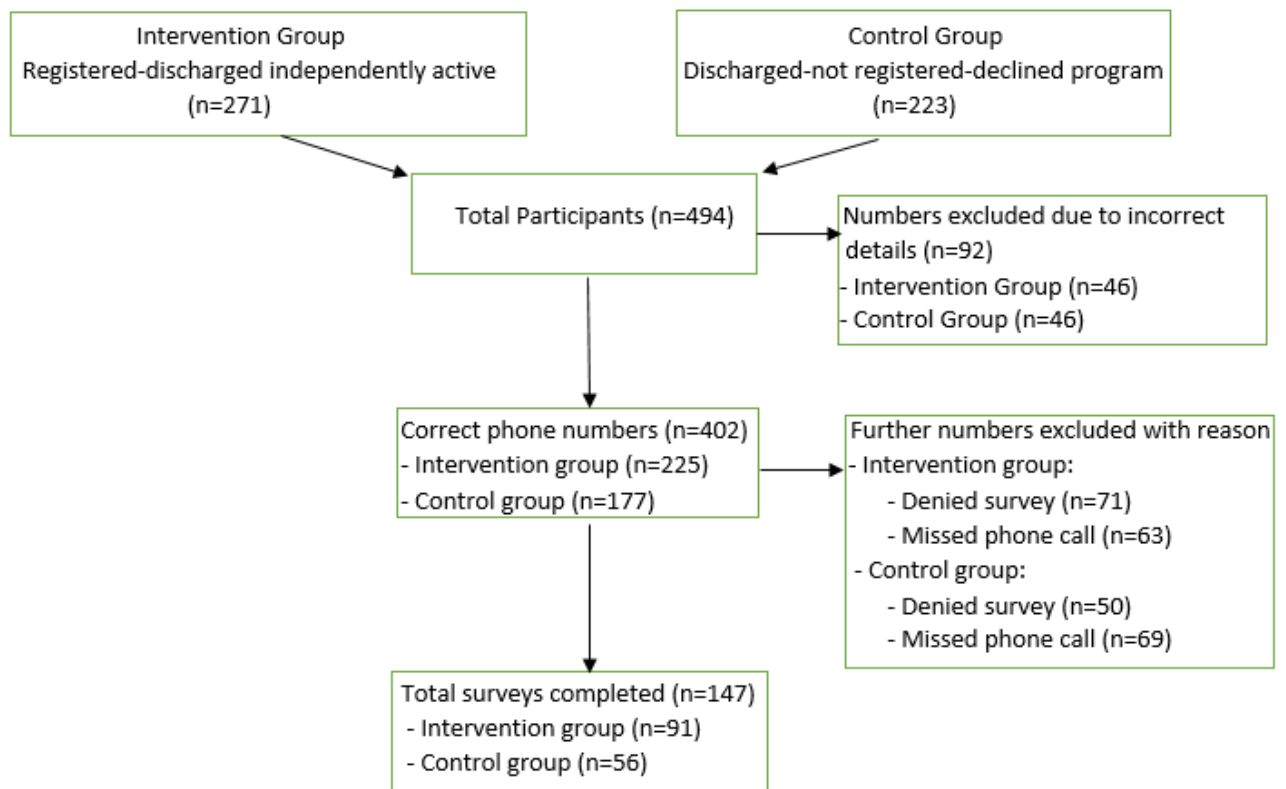 Intervention Group
Registered-discharged independently active
(n=271)
Control Group
Discharged-not registered-declined program
(n=223)
Total Participants (n=494)
Numbers excluded due to incorrect
details (n=92)
- Intervention Group (n=46)
- Control Group (n=46)
Correct phone numbers (n=402)
- Intervention group (n=225)
- Control group (n=177)
Further numbers excluded with reason
- Intervention group:
- Denied survey (n=71)
- Missed phone call (n=63)
- Control group:
- Denied survey (n=50)
- Missed phone call (n=69)
Total surveys completed (n=147)
- Intervention group (n=91)
- Control group (n=56)